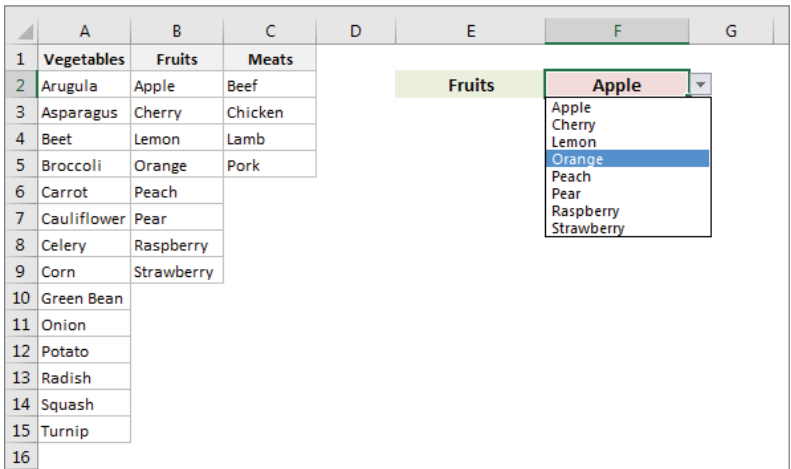 A B C D E F G
1 Vegetables Fruits Meats
2 Arugula Apple Beef Fruits Apple
3 Asparagus Cherry Chicken Apple
Cherry
4 Beet Lemon Lamb Lemon
5 Broccoli Orange Pork Orange
6 Carrot Peach Peach
Pear
7 Cauliflower Pear Raspberry
8 Celery Raspberry Strawberry
9 Corn Strawberry
10 Green Bean
11 Onion
12 Potato
13 Radish
14 Squash
15 Turnip
16